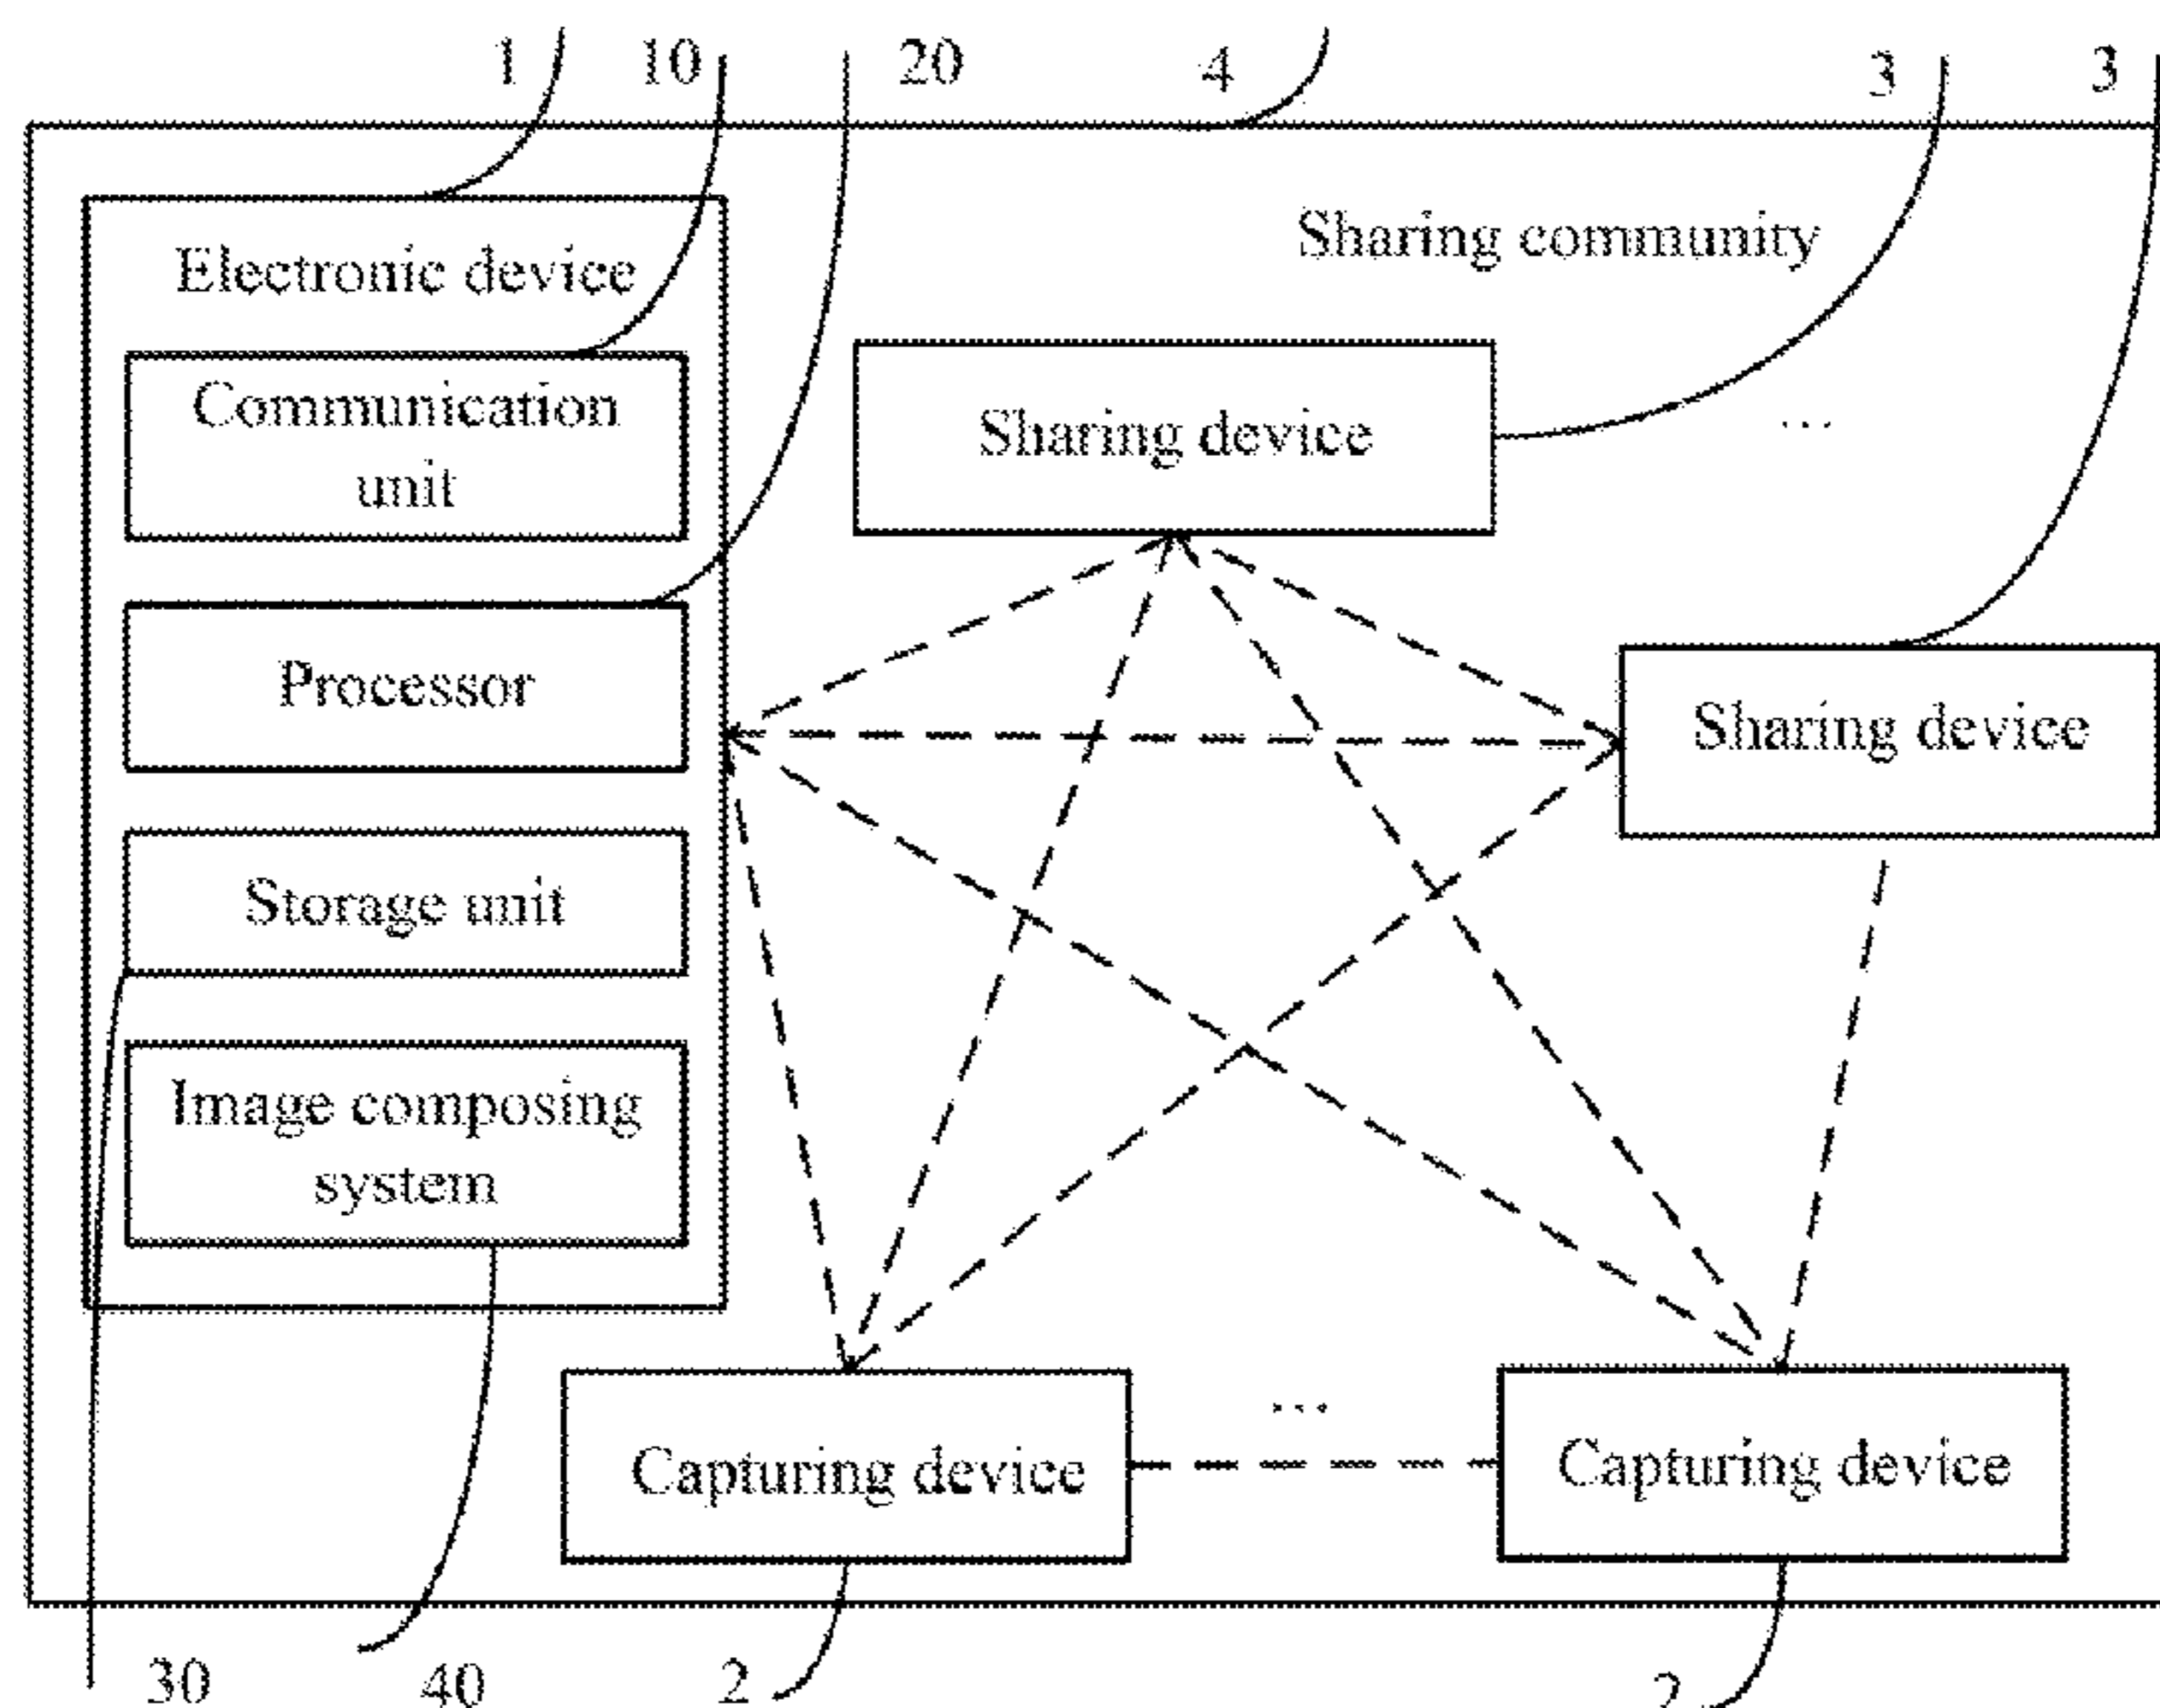 1 10 20 4 3 3
Sharing community
Electronic device
Communication
unit
Sharing device
...
Processor
Sharing device
Storage unit
Image composing
system
...
Capturing device
Capturing device
30 40 2 2